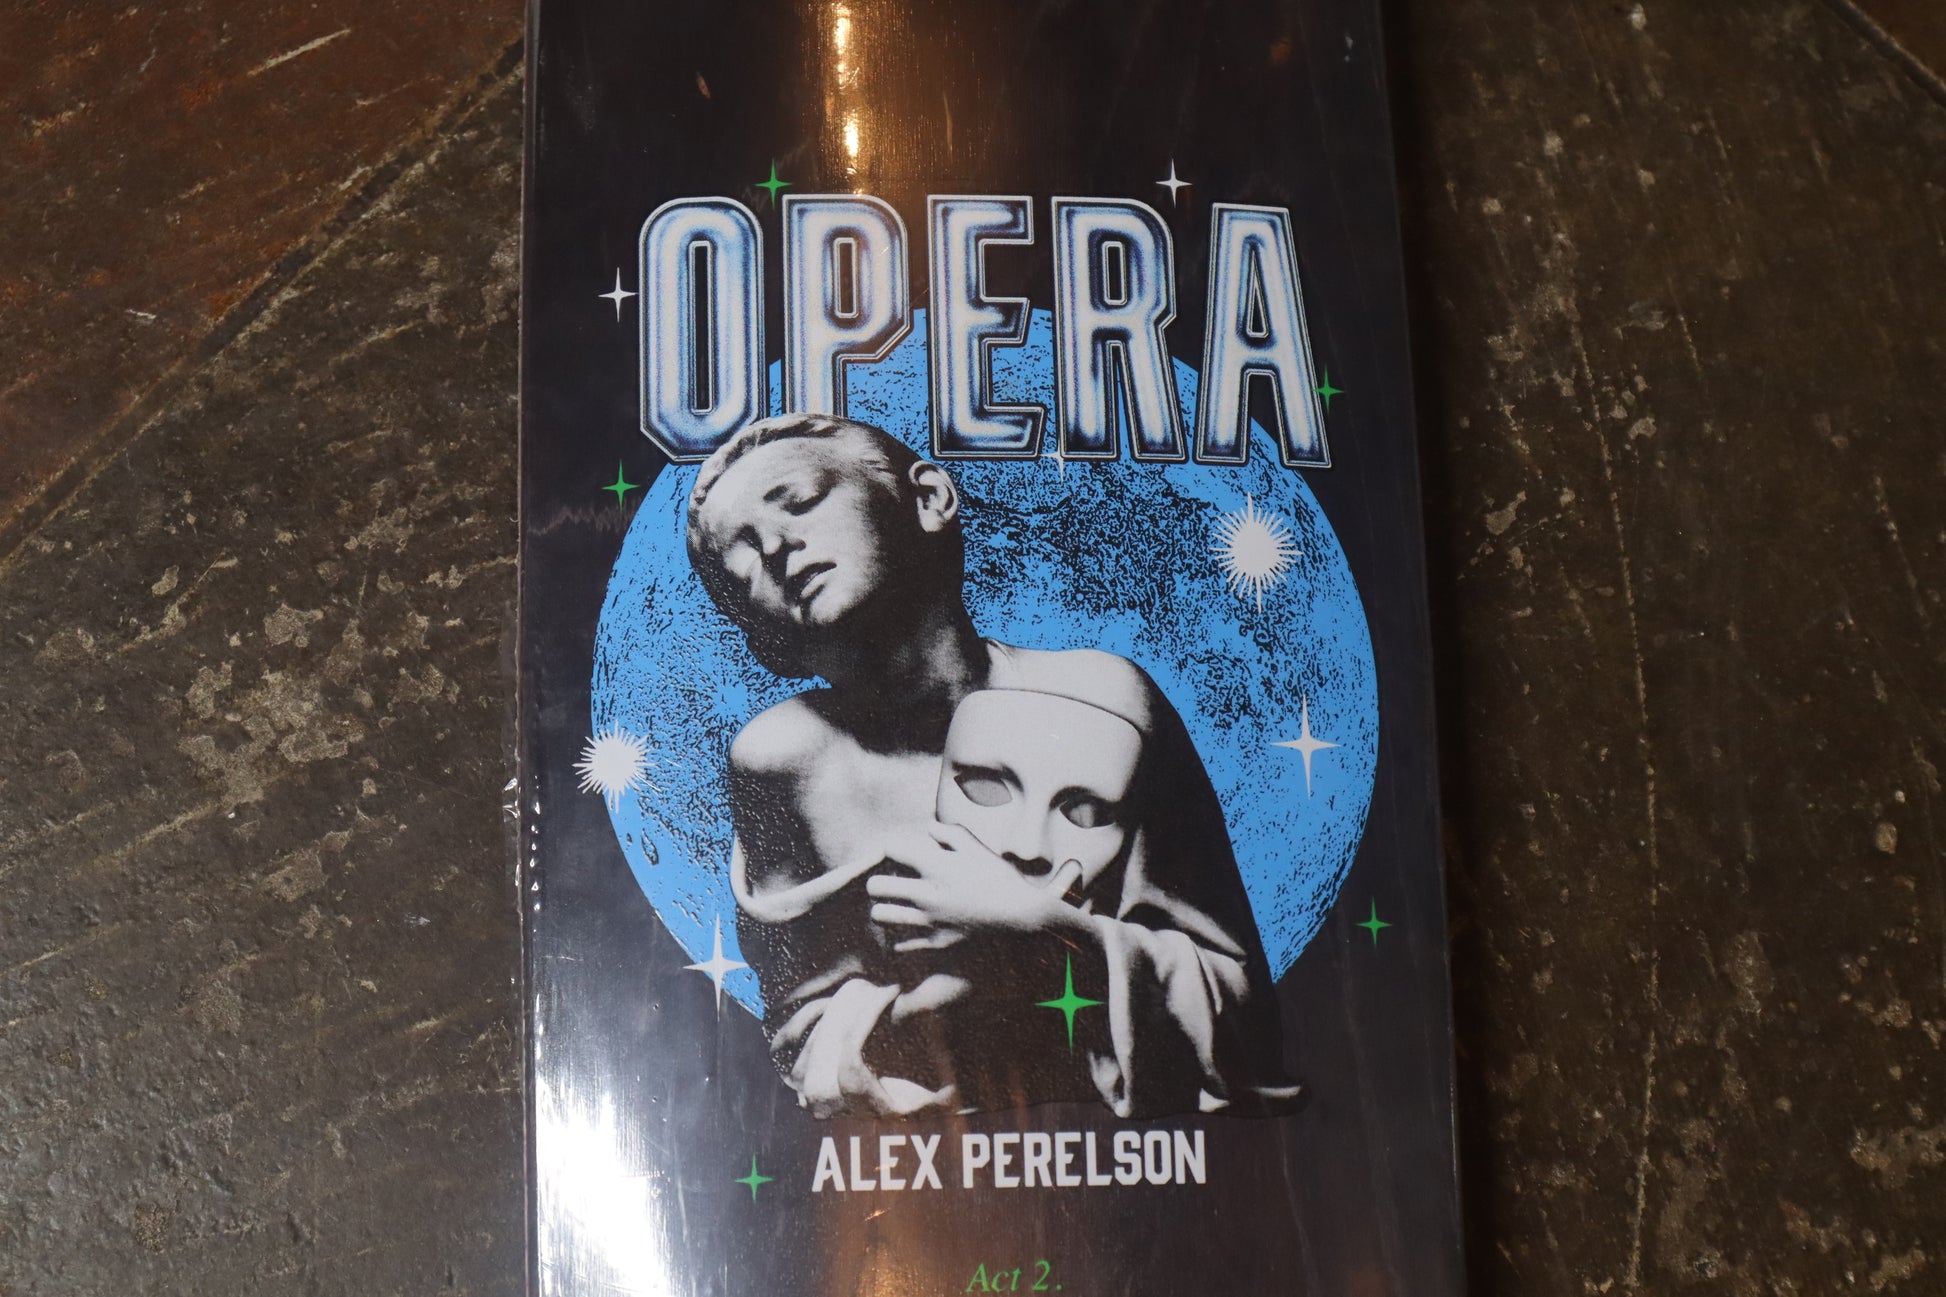 OPERA
ALEX PERELSON
Act 2.